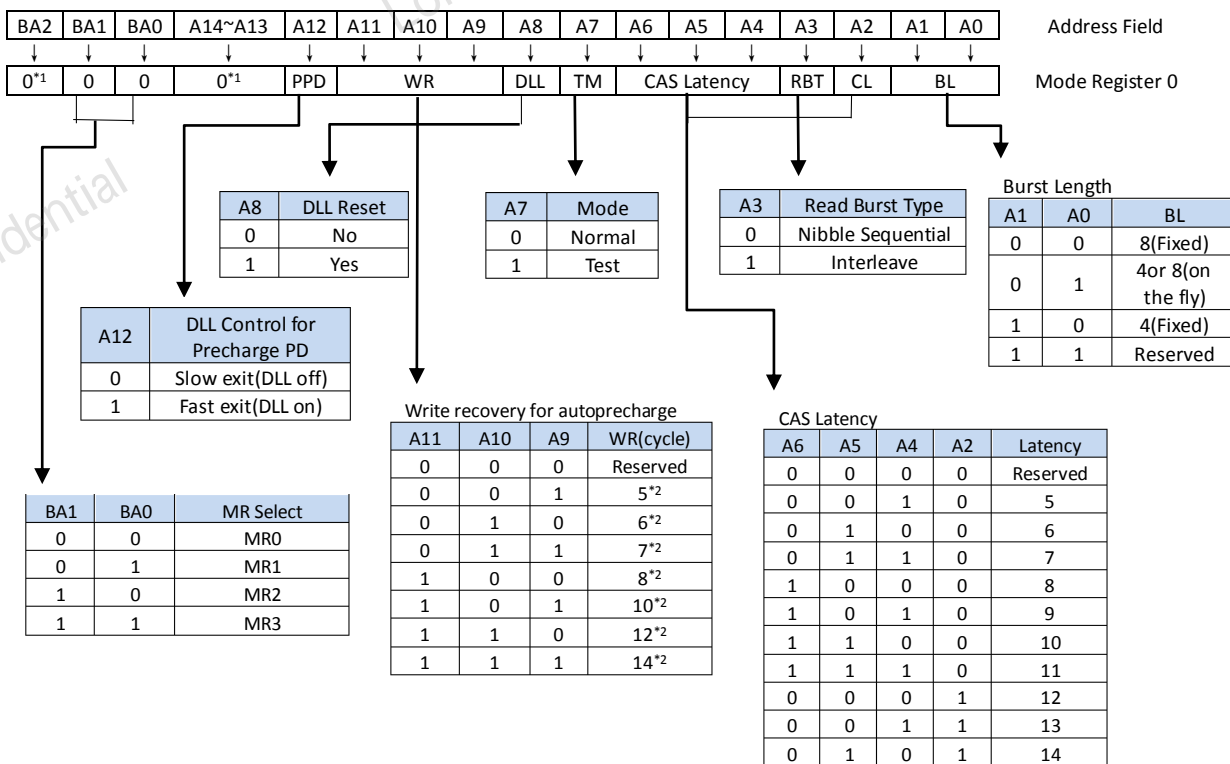 BA2 BA1 BA0 A14~A13 A12 A11 A10 A9 A8 A7 A6 A5 A4 A3 A2 A1 A0 Address Field
0*1 0 0 0*1 PPD WR DLL TM CAS Latency RBT CL BL Mode Register 0
A8 DLL Reset
0 No
1 Yes
A7 Mode
0 Normal
1 Test
A3 Read Burst Type
0 Nibble Sequential
1 Interleave
Burst Length
A1 A0 BL
0 0 8(Fixed)
0 1 4or 8(on
the fly)
1 0 4(Fixed)
1 1 Reserved
A12 DLL Control for
Precharge PD
0 Slow exit(DLL off)
1 Fast exit(DLL on)
BA1 BA0 MR Select
0 0 MR0
0 1 MR1
1 0 MR2
1 1 MR3
Write recovery for autoprecharge
A11 A10 A9 WR(cycle)
0 0 0 Reserved
0 0 1 5*2
0 1 0 6*2
0 1 1 7*2
1 0 0 8*2
1 0 1 10*2
1 1 0 12*2
1 1 1 14*2
CAS Latency
A6 A5 A4 A2 Latency
0 0 0 0 Reserved
0 0 1 0 5
0 1 0 0 6
0 1 1 0 7
1 0 0 0 8
1 0 1 0 9
1 1 0 0 10
1 1 1 0 11
0 0 0 1 12
0 0 1 1 13
0 1 0 1 14